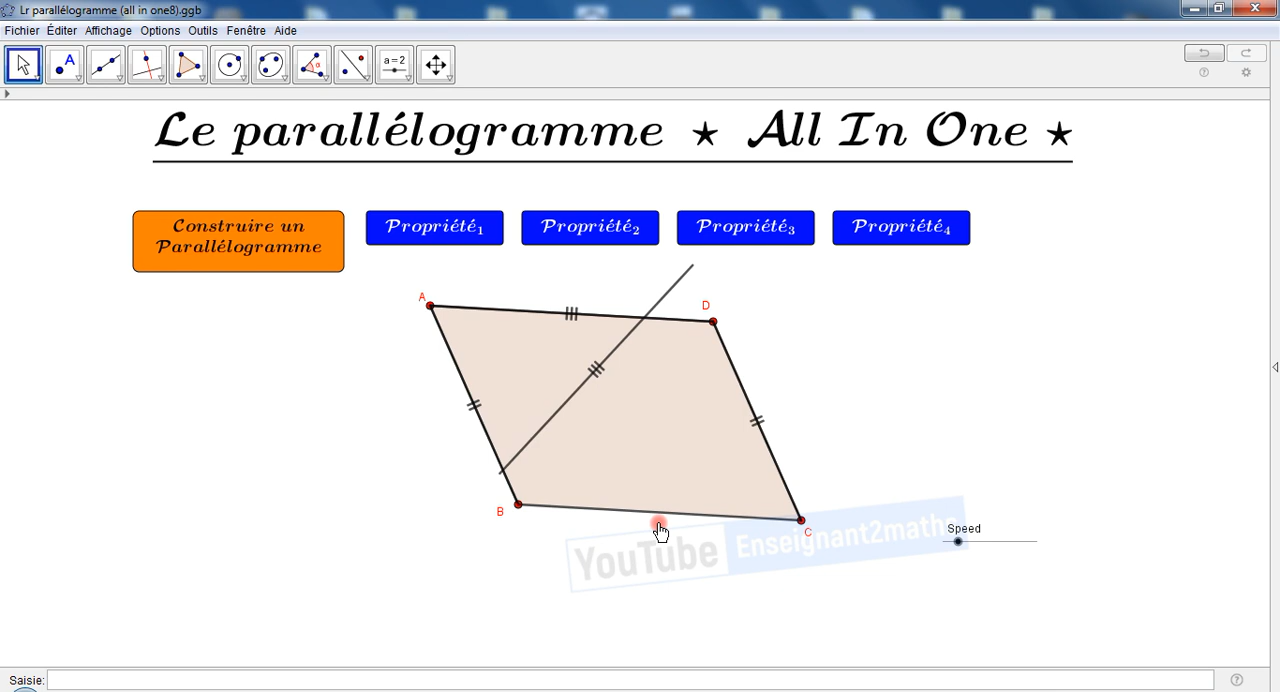 Lr parallélogramme (all in one8).ggb
Fichier Éditer Affichage Options Outils Fenêtre Aide
A
α
a = 2
Le parallélogramme ★ All In One ★
Construire un
Parallélogramme
Propriété1 Propriété2 Propriété3 Propriété4
A
D
B
C
Speed
YouTube Enseignant2maths
Saisie: